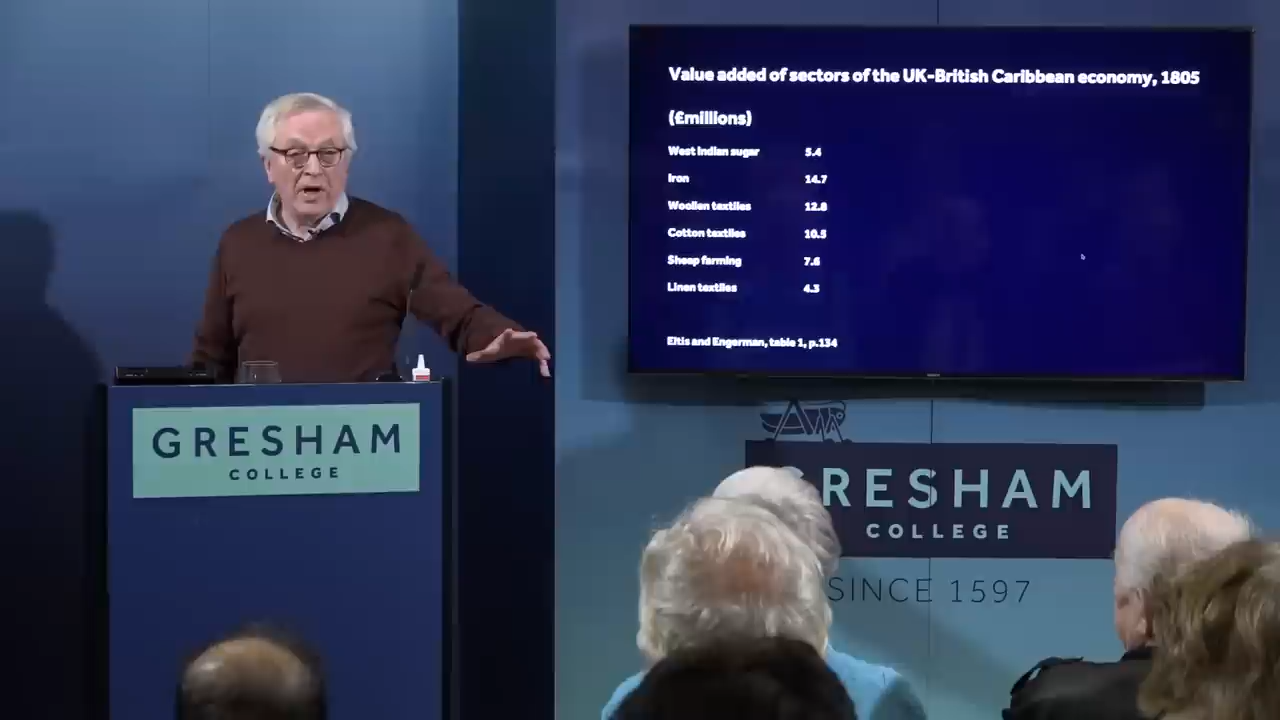 Value added of sectors of the UK-British Caribbean economy, 1805
(£millions)
West Indian sugar 5.4
Iron 14.7
Woollen textiles 12.8
Cotton textiles 10.5
Sheep farming 7.6
Linen textiles 4.3
Eltis and Engerman, table 1, p.134
GRESHAM
COLLEGE
GRESHAM
COLLEGE
SINCE 1597